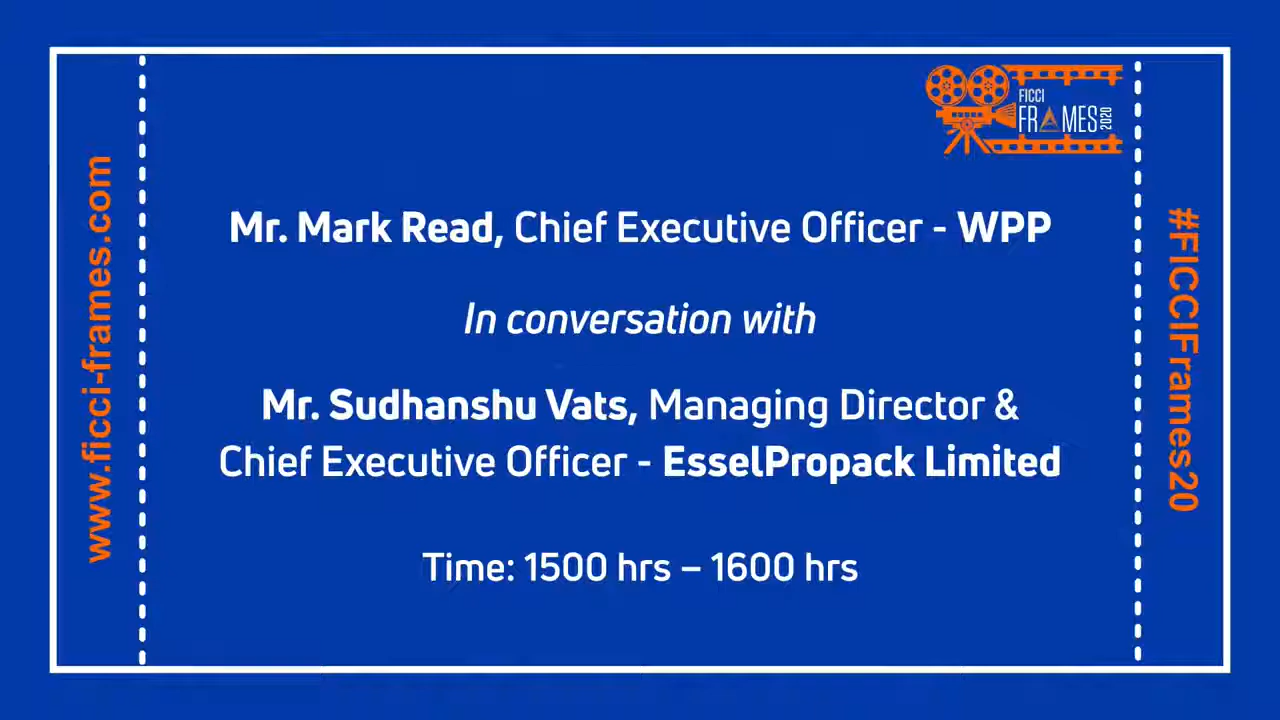 FICCI
FRAMES
2020
Mr. Mark Read, Chief Executive Officer - WPP
In conversation with
Mr. Sudhanshu Vats, Managing Director &
Chief Executive Officer - EsselPropack Limited
Time: 1500 hrs – 1600 hrs
www.ficci-frames.com
#FICCIFrames20